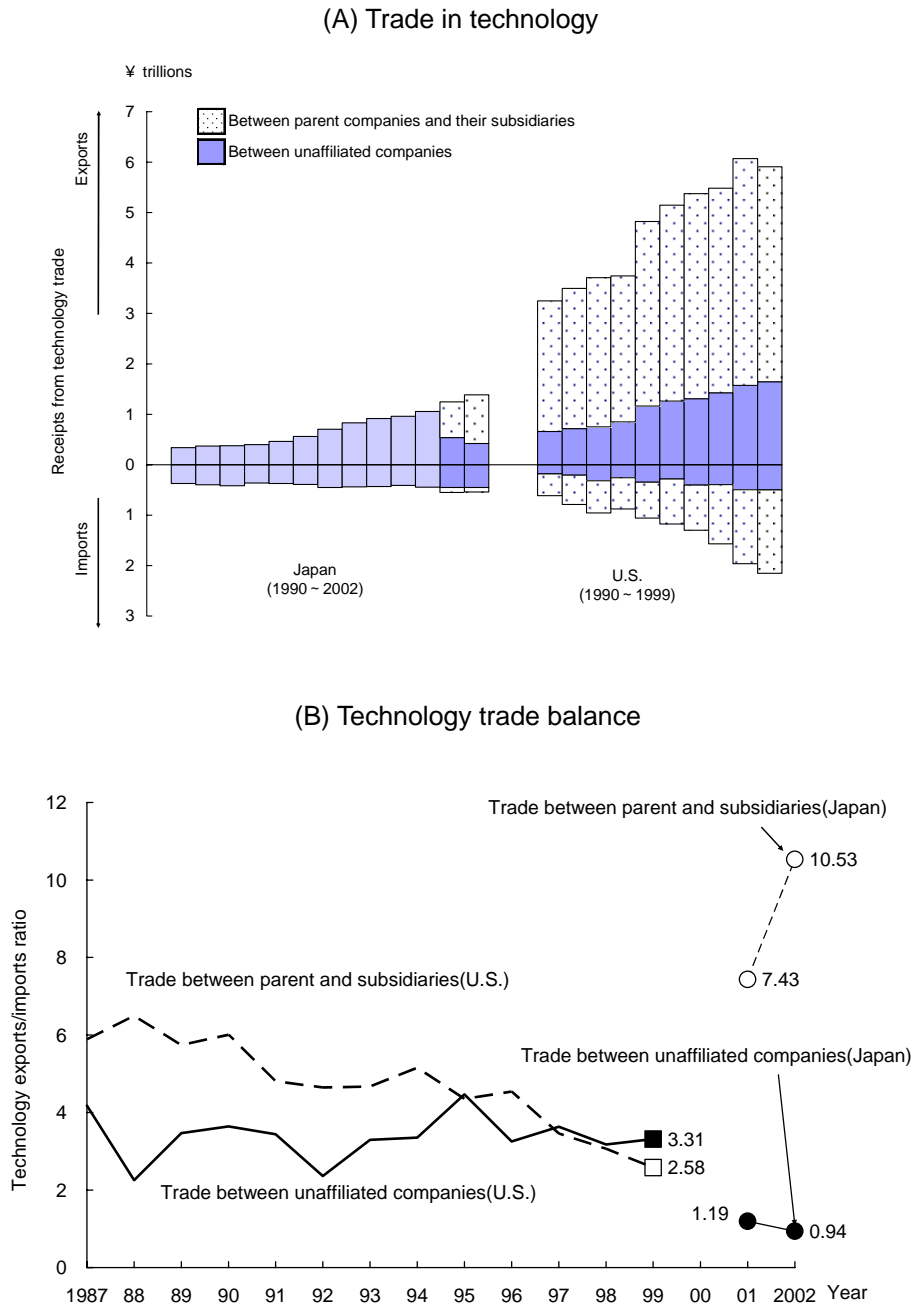 (A) Trade in technology
¥ trillions
Exports
Receipts from technology trade
Imports
7
6
5
4
3
2
1
0
1
2
3
Between parent companies and their subsidiaries
Between unaffiliated companies
Japan
(1990 ~ 2002)
U.S.
(1990 ~ 1999)
(B) Technology trade balance
Technology exports/imports ratio
12
10
8
6
4
2
0
Trade between parent and subsidiaries(Japan)
10.53
7.43
Trade between parent and subsidiaries(U.S.)
Trade between unaffiliated companies(Japan)
3.31
2.58
Trade between unaffiliated companies(U.S.)
1.19
0.94
1987 88 89 90 91 92 93 94 95 96 97 98 99 00 01 2002 Year